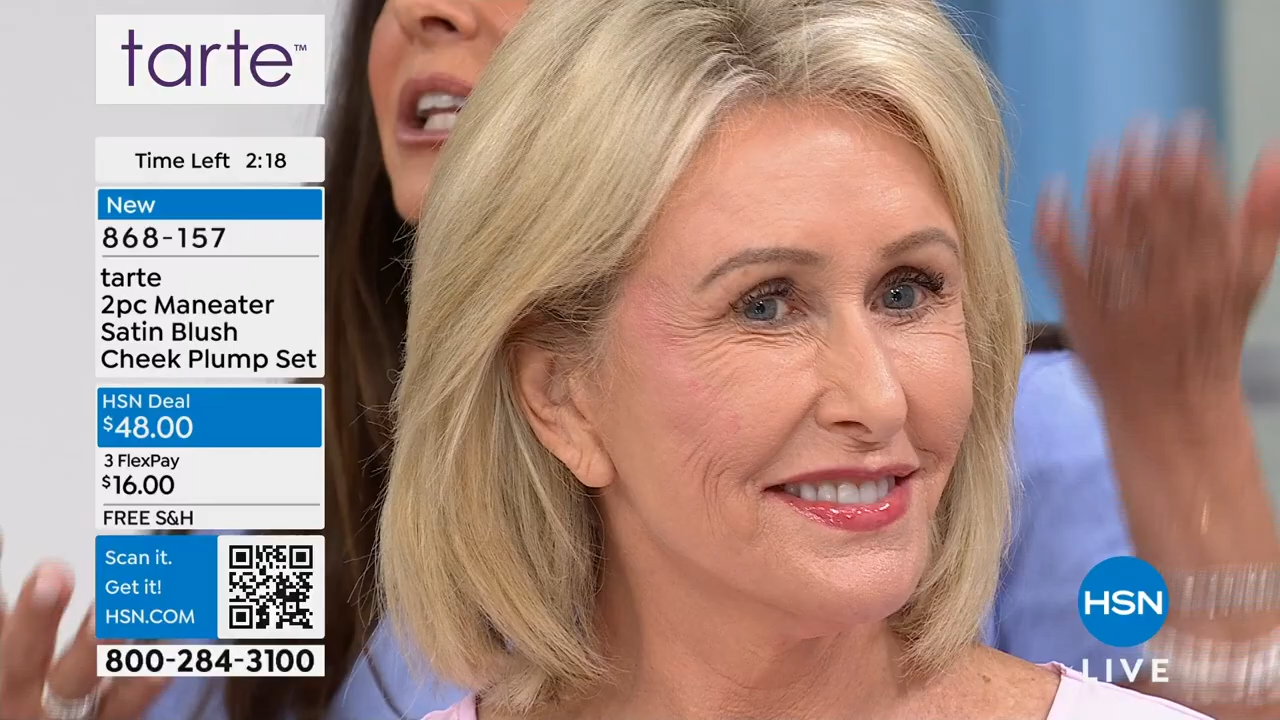 tarte™
Time Left 2:18
New
868-157
tarte
2pc Maneater
Satin Blush
Cheek Plump Set
HSN Deal
$48.00
3 FlexPay
$16.00
FREE S&H
Scan it.
Get it!
HSN.COM
800-284-3100
HSN
LIVE